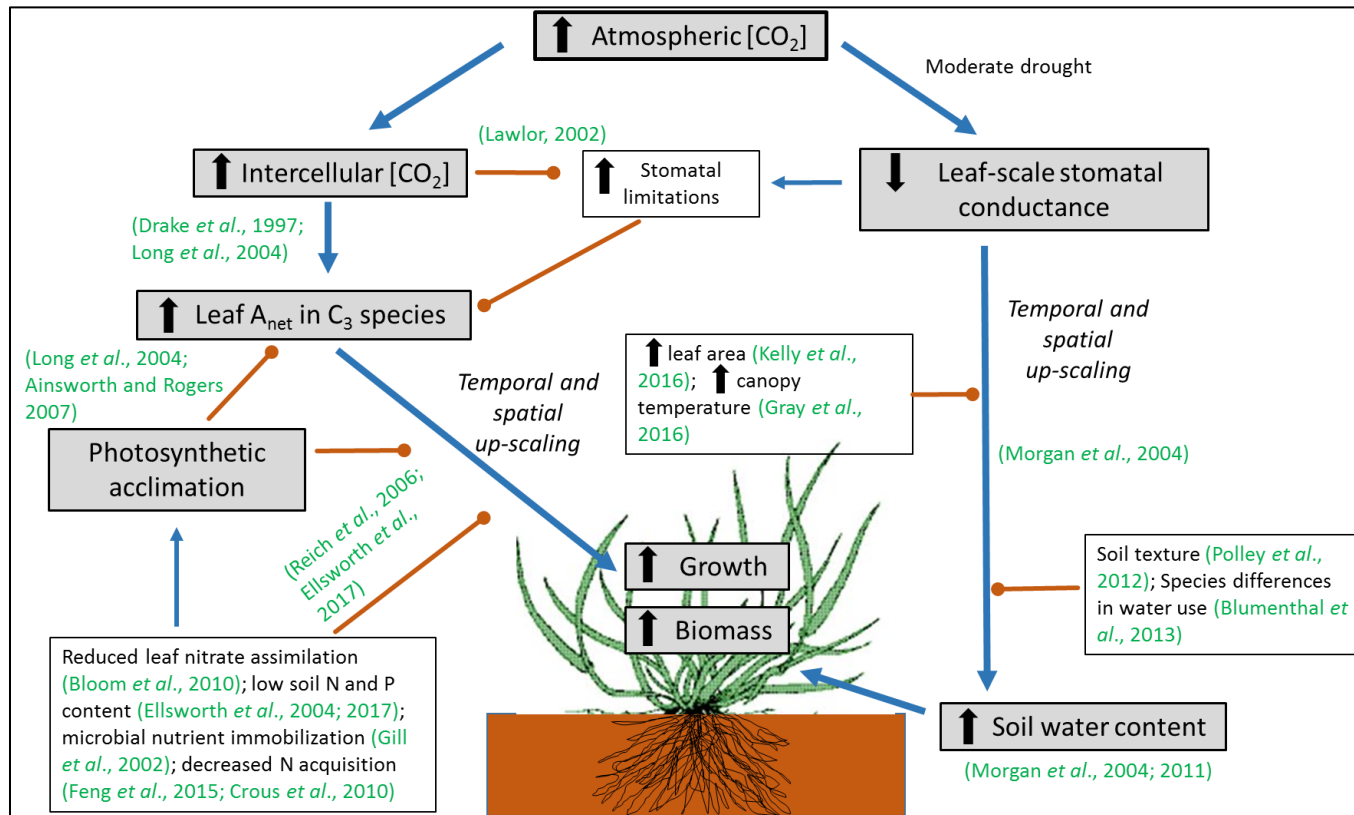 Atmospheric [CO₂]
Moderate drought
(Lawlor, 2002)
Intercellular [CO₂]
Stomatal
limitations
Leaf-scale stomatal
conductance
(Drake et al., 1997;
Long et al., 2004)
Leaf Anet in C₃ species
(Long et al., 2004;
Ainsworth and Rogers
2007)
Temporal and
spatial
up-scaling
leaf area (Kelly et al.,
2016); canopy
temperature (Gray et al.,
2016)
Temporal and
spatial
up-scaling
Photosynthetic
acclimation
(Morgan et al., 2004)
(Reich et al., 2006;
Ellsworth et al.,
2017)
Growth
Biomass
Soil texture (Polley et al.,
2012); Species differences
in water use (Blumenthal et
al., 2013)
Reduced leaf nitrate assimilation
(Bloom et al., 2010); low soil N and P
content (Ellsworth et al., 2004; 2017);
microbial nutrient immobilization (Gill
et al., 2002); decreased N acquisition
(Feng et al., 2015; Crous et al., 2010)
Soil water content
(Morgan et al., 2004; 2011)